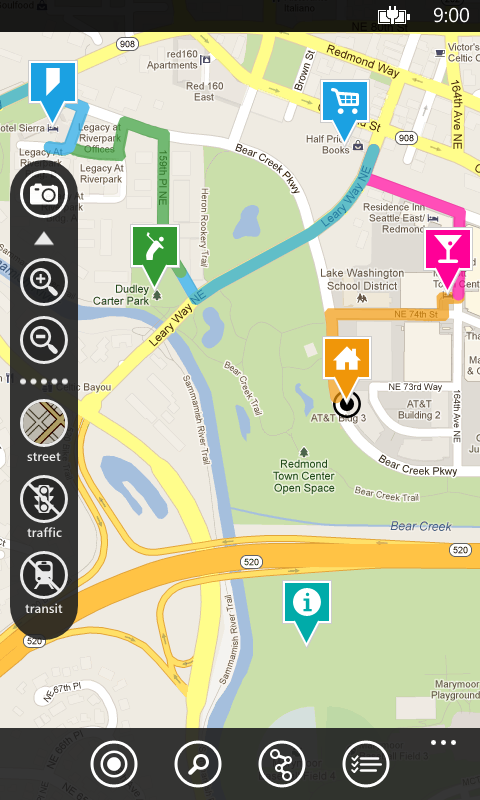 9:00
NE 80th St
908
Redmond Way
Victor's
Celtic C
red160
Apartments
Red 160
East
Brown St
164th Ave NE
Hotel Sierra
Legacy at
Riverpark
Offices
Legacy At
Riverpark
Legacy At
Riverpark
159th Pl NE
Half Price
Books
908
Bear Creek Pkwy
Leary Way NE
Heron Rookery Trail
Residence Inn
Seattle East/
Redmond
Dudley
Carter Park
Lake Washington
School District
Leary Way NE
NE 74th St
Bear Creek Trail
Sammamish River Trail
NE 73rd Way
AT&T Bldg 3
AT&T
Building 2
164th Ave NE
Bear Creek Pkwy
Redmond
Town Center
Open Space
Bear Creek Trail
Bear Creek
street
traffic
transit
520
520
520
Sammamish River Trail
NE 67th Pl
Marymoor
Playground